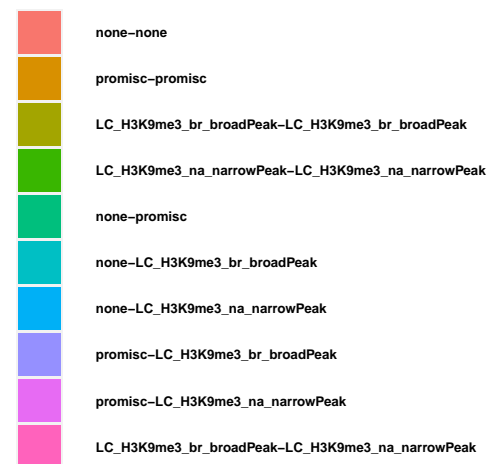 none−none
promisc−promisc
LC_H3K9me3_br_broadPeak−LC_H3K9me3_br_broadPeak
LC_H3K9me3_na_narrowPeak−LC_H3K9me3_na_narrowPeak
none−promisc
none−LC_H3K9me3_br_broadPeak
none−LC_H3K9me3_na_narrowPeak
promisc−LC_H3K9me3_br_broadPeak
promisc−LC_H3K9me3_na_narrowPeak
LC_H3K9me3_br_broadPeak−LC_H3K9me3_na_narrowPeak